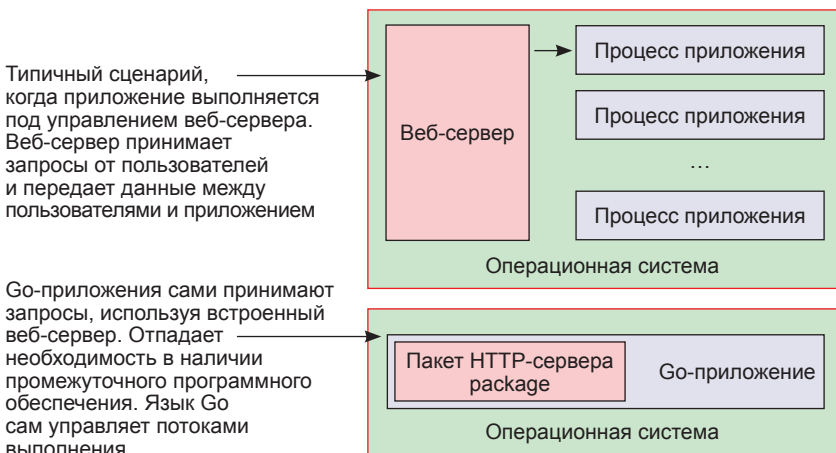 Типичный сценарий,
когда приложение выполняется
под управлением веб-сервера.
Веб-сервер принимает
запросы от пользователей
и передает данные между
пользователями и приложением
Веб-сервер
Процесс приложения
Процесс приложения
…
Процесс приложения
Операционная система
Go-приложения сами принимают
запросы, используя встроенный
веб-сервер. Отпадает
необходимость в наличии
промежуточного программного
обеспечения. Язык Go
сам управляет потоками
выполнения
Пакет HTTP-сервера
package
Go-приложение
Операционная система